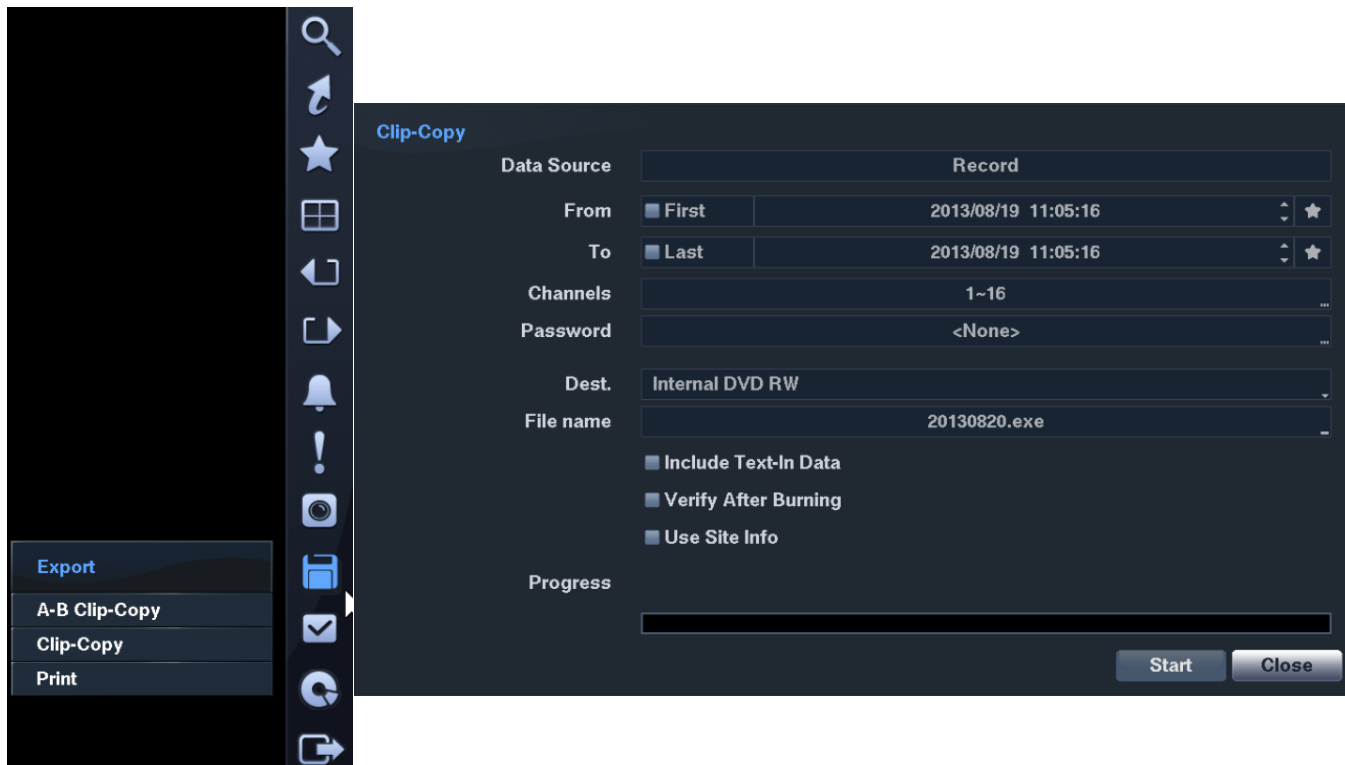 Export
A-B Clip-Copy
Clip-Copy
Print
Clip-Copy
Data Source Record
From First 2013/08/19 11:05:16
To Last 2013/08/19 11:05:16
Channels 1~16
...
Password <None>
...
Dest. Internal DVD RW
File name 20130820.exe
Include Text-In Data
Verify After Burning
Use Site Info
Progress
Start Close